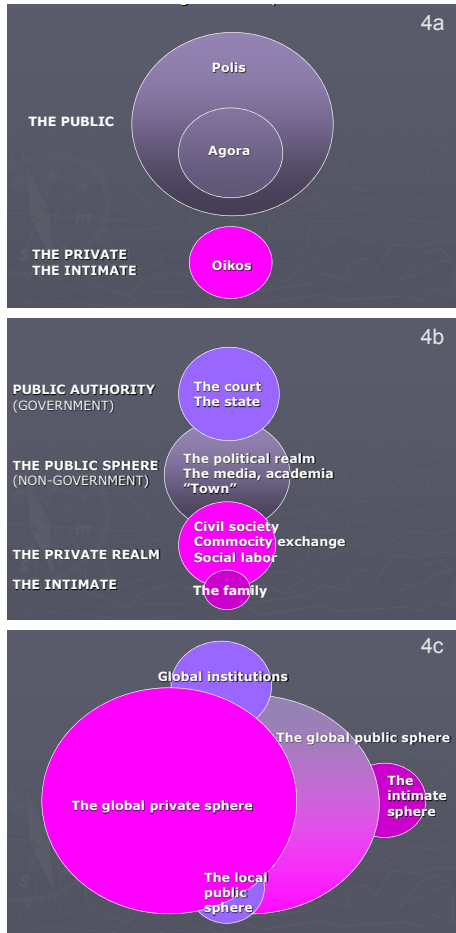 4a
Polis
THE PUBLIC
Agora
THE PRIVATE
THE INTIMATE
Oikos
4b
PUBLIC AUTHORITY
(GOVERNMENT)
The court
The state
THE PUBLIC SPHERE
(NON-GOVERNMENT)
The political realm
The media, academia
”Town”
Civil society
Commocity exchange
Social labor
THE PRIVATE REALM
THE INTIMATE
The family
4c
Global institutions
The global public sphere
The global private sphere
The
intimate
sphere
The local
public
sphere